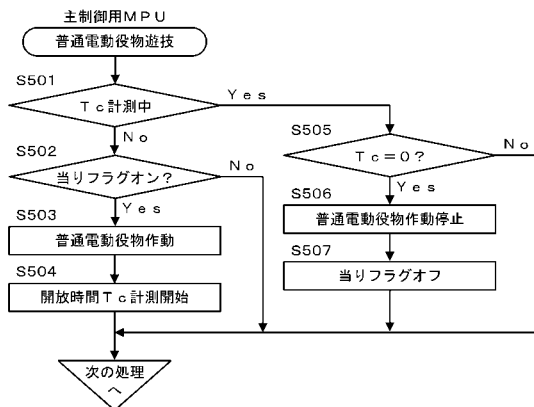 主制御用MPU
普通電動役物遊技
S501
Tc計測中
Yes
No
S502
当りフラグオン?
No
Yes
S503
普通電動役物作動
S504
開放時間Tc計測開始
S505
Tc=0?
No
Yes
S506
普通電動役物作動停止
S507
当りフラグオフ
次の処理
へ